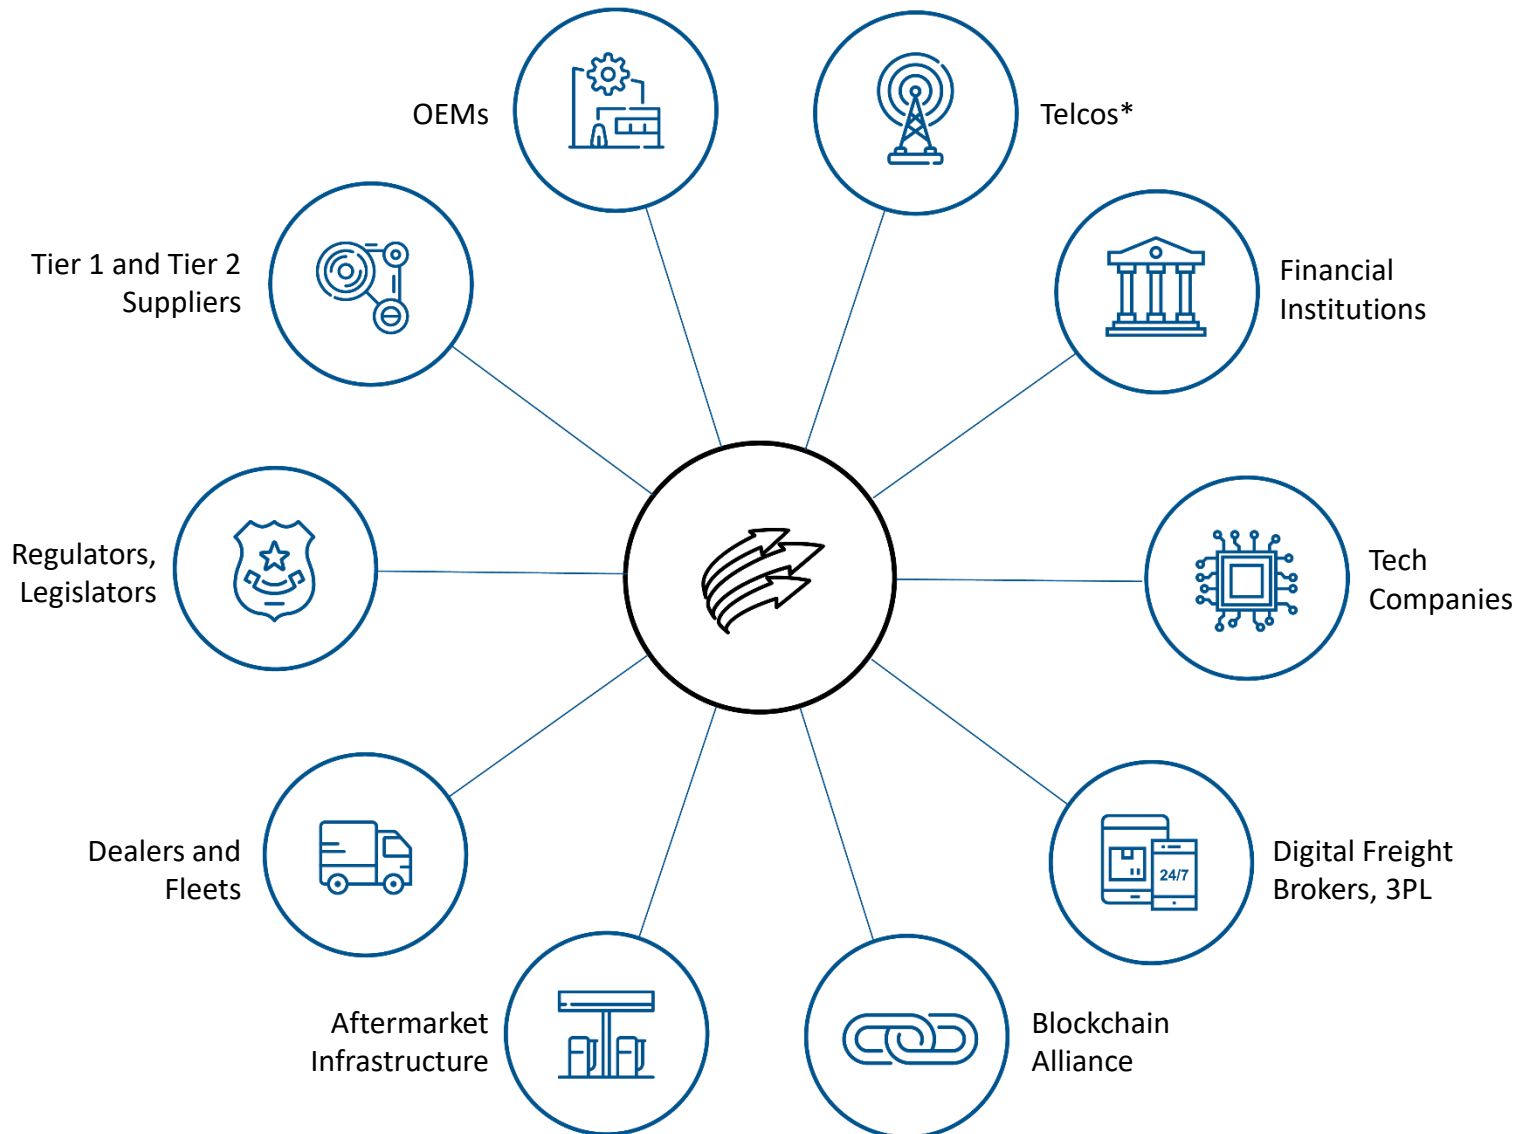 OEMs
Telcos*
Tier 1 and Tier 2
Suppliers
Financial
Institutions
Regulators,
Legislators
Tech
Companies
Dealers and
Fleets
24/7
Digital Freight
Brokers, 3PL
Aftermarket
Infrastructure
Blockchain
Alliance